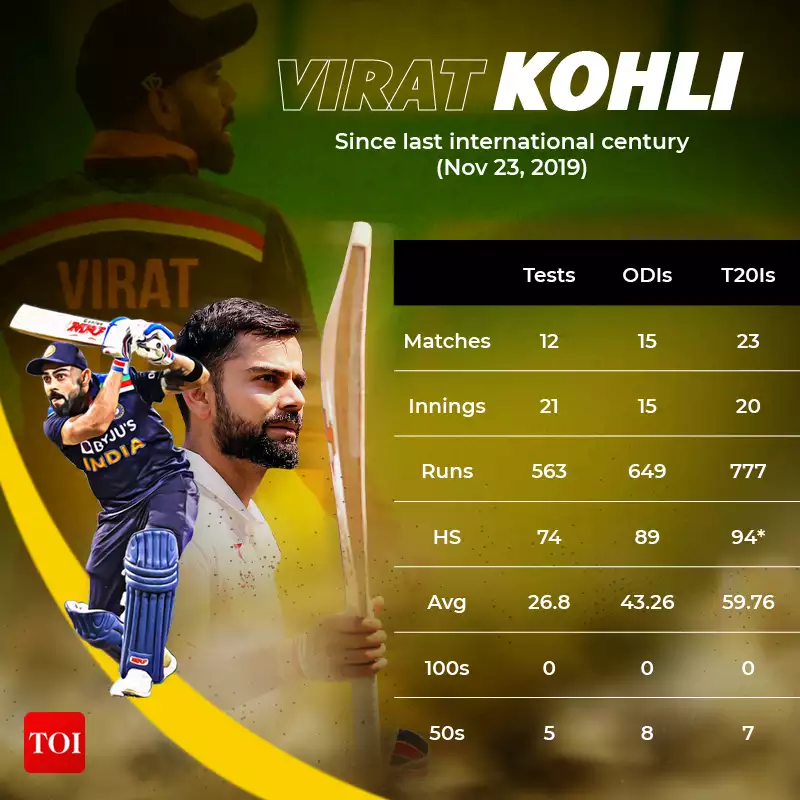 VIRAT KOHLI
Since last international century
(Nov 23, 2019)
VIRAT
Tests ODIs T20Is
Matches 12 15 23
Innings 21 15 20
Runs 563 649 777
HS 74 89 94*
Avg 26.8 43.26 59.76
100s 0 0 0
50s 5 8 7
MRF
BYJU'S
INDIA
TOI